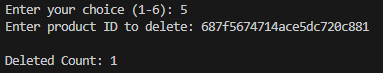 Enter your choice (1-6): 5
Enter product ID to delete: 687f5674714ace5dc720c881
Deleted Count: 1